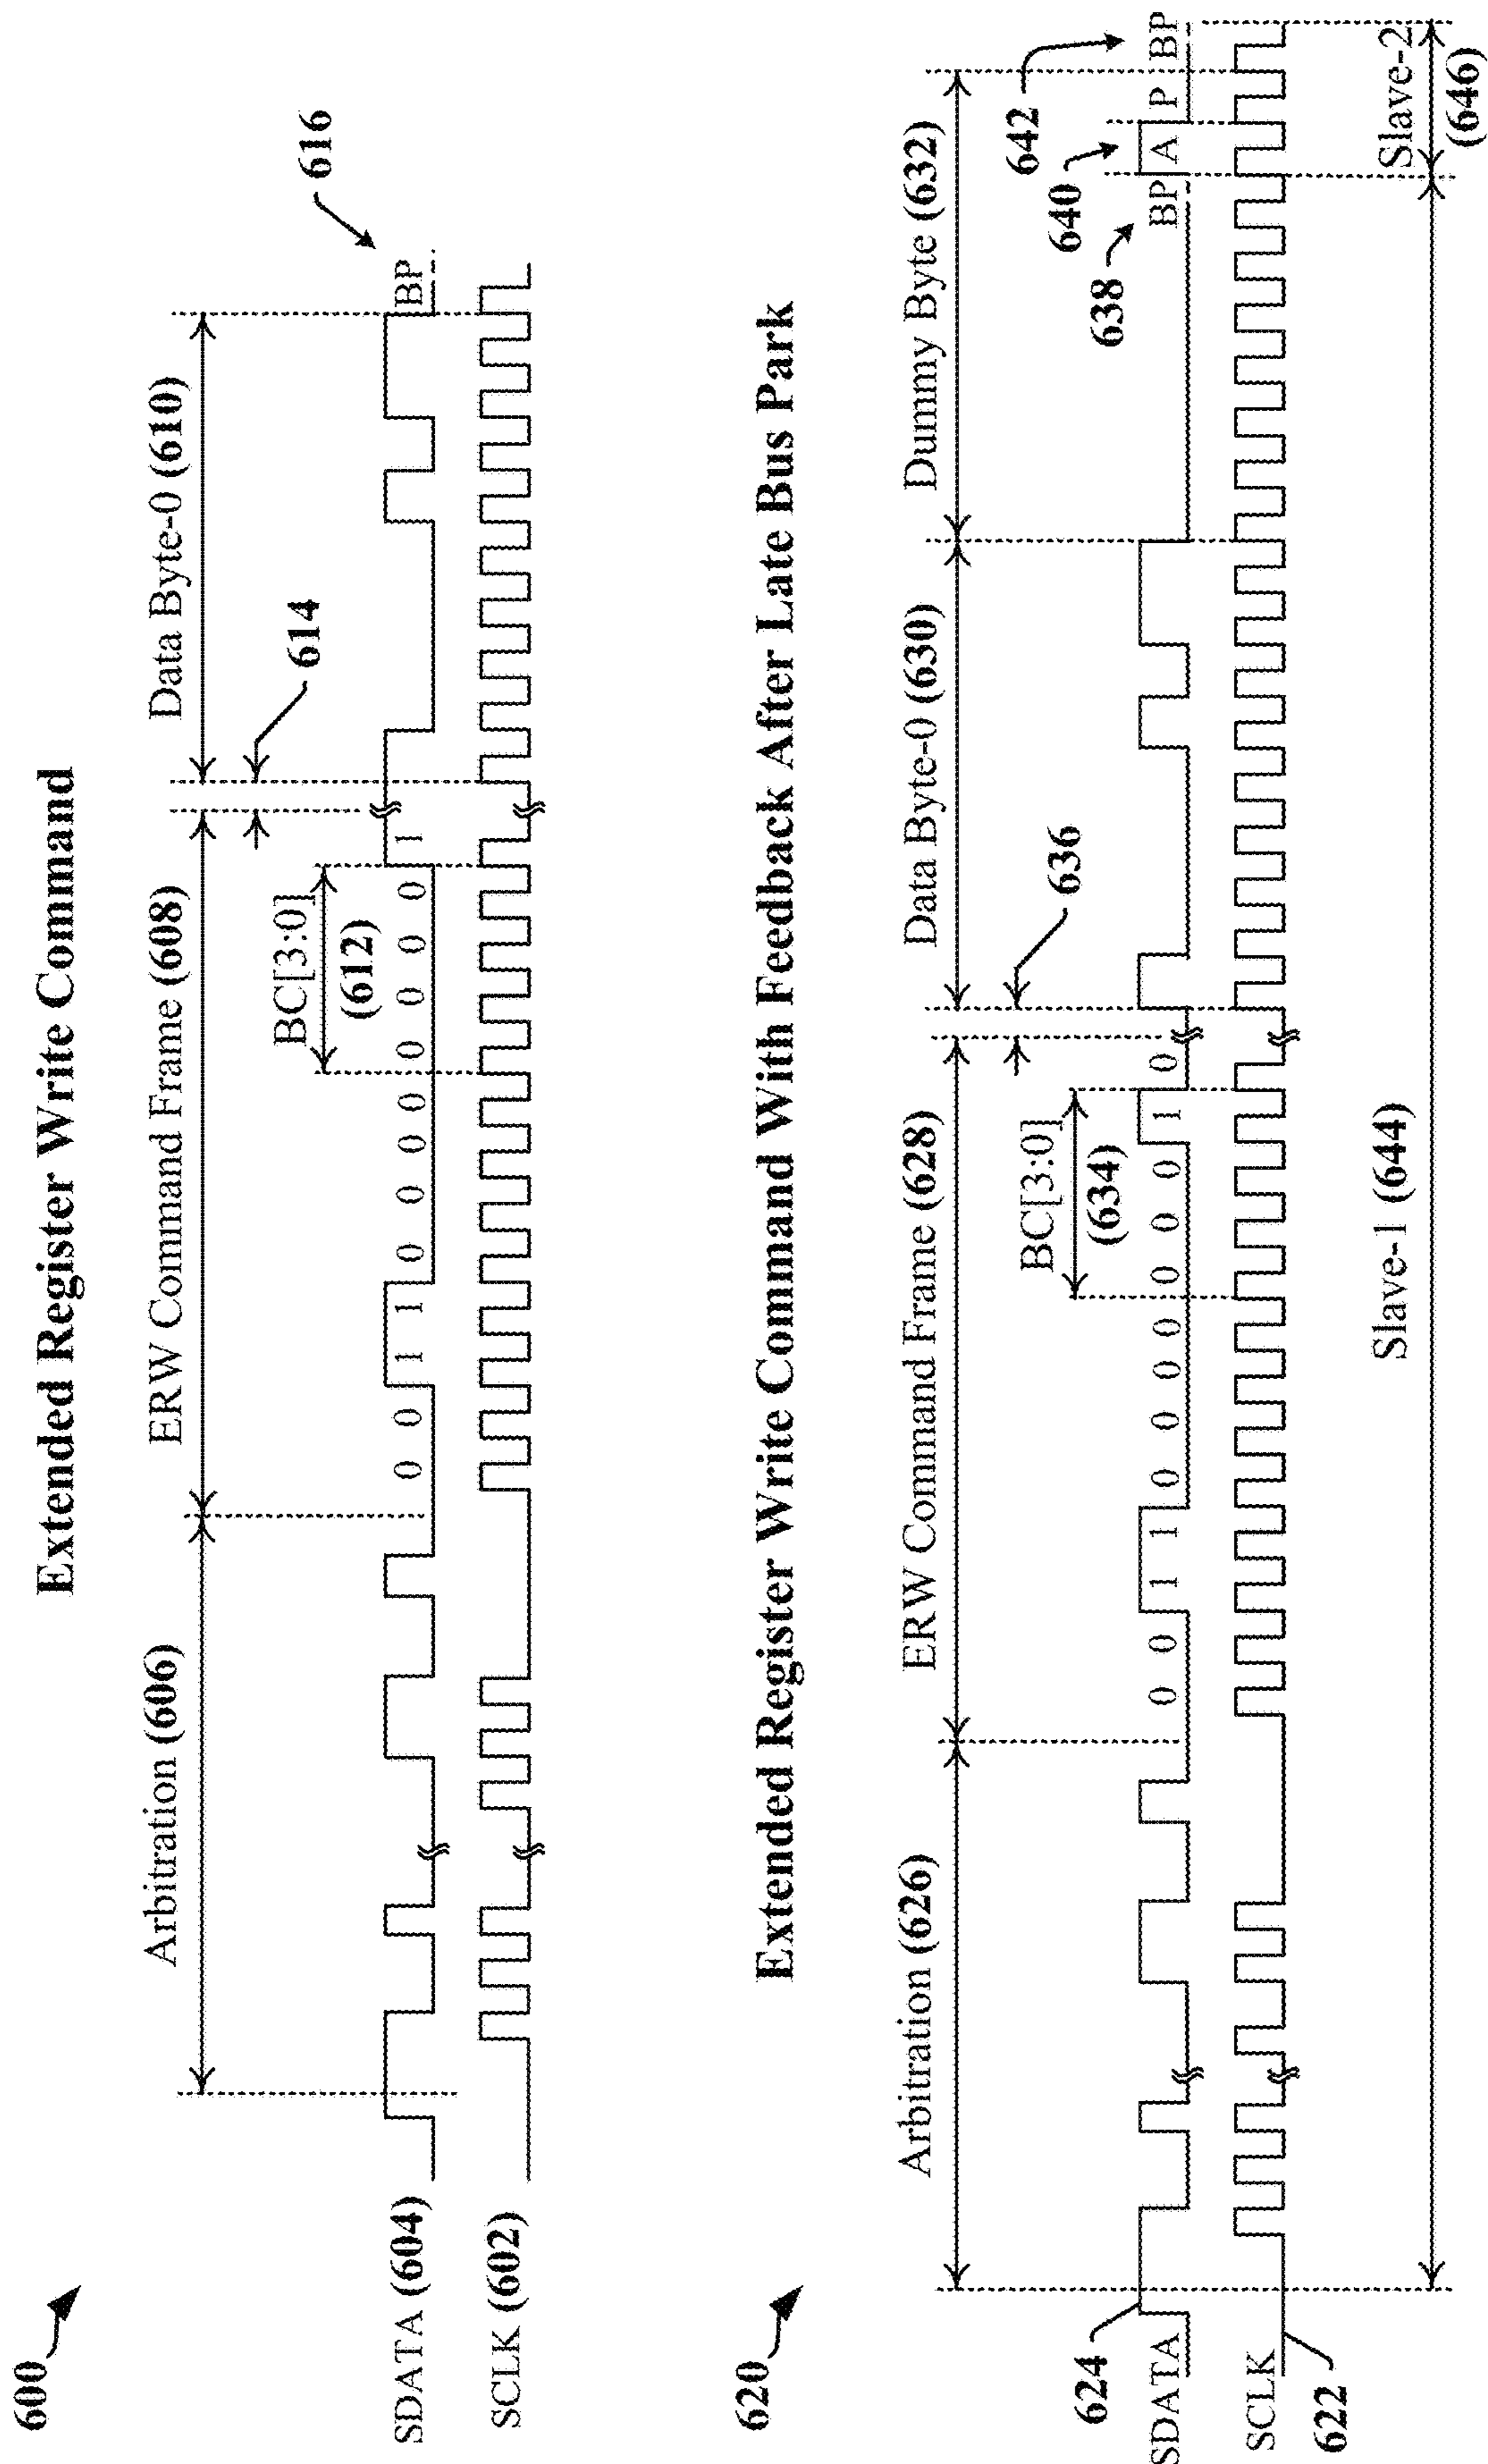 600
Extended Register Write Command
Arbitration (606)
ERW Command Frame (608)
Data Byte-0 (610)
614
616
BC[3:0]
(612)
SDATA (604)
0 0 1 1 0 0 0 0 0 0 0 0 1
BP
SCLK (602)
620
Extended Register Write Command With Feedback After Late Bus Park
Arbitration (626)
ERW Command Frame (628)
Data Byte-0 (630)
Dummy Byte (632)
636
642
BC[3:0]
(634)
640
638
624
SDATA
0 0 1 1 0 0 0 0 0 0 0 1 0
BP A P BP
SCLK
622
Slave-1 (644)
Slave-2
(646)